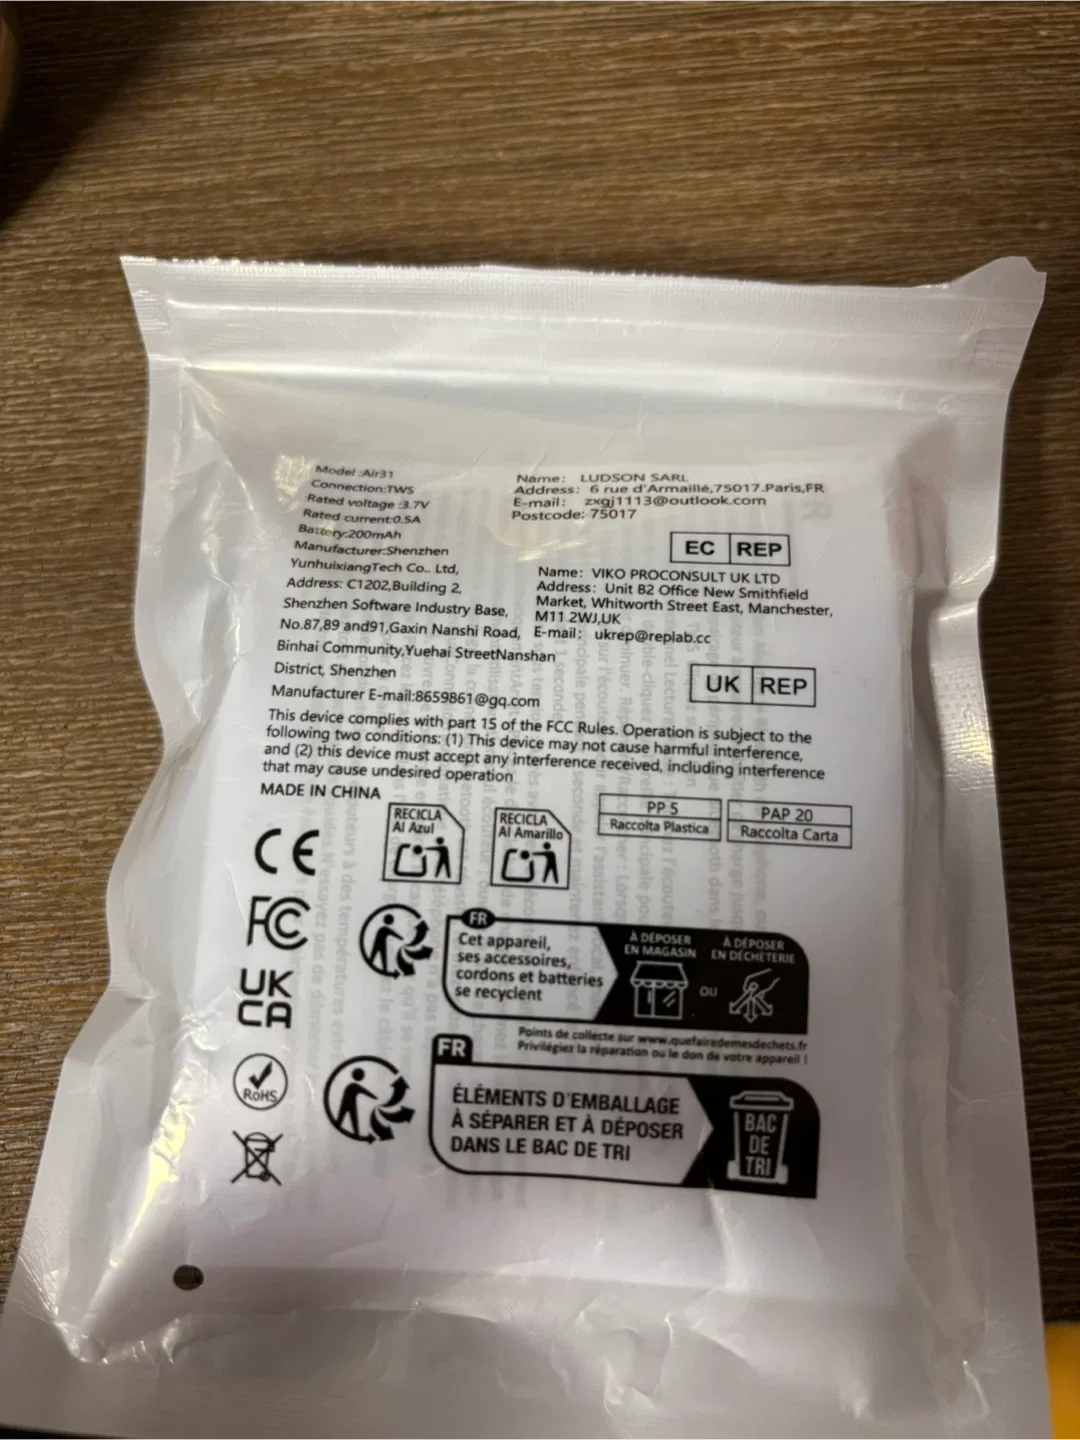 Model :Air31
Connection:TWS
Rated voltage :3.7V
Rated current:0.5A
Battery:200mAh
Manufacturer:Shenzhen
YunhuixiangTech Co.. Ltd,
Address: C1202,Building 2,
Shenzhen Software Industry Base,
No.87,89 and91,Gaxin Nanshi Road,
Binhai Community,Yuehai StreetNanshan
District, Shenzhen
Manufacturer E-mail:8659861@qq.com
Name: LUDSON SARL
Address: 6 rue d'Armaillé,75017.Paris,FR
E-mail: zxgj1113@outlook.com
Postcode: 75017
EC REP
Name: VIKO PROCONSULT UK LTD
Address: Unit B2 Office New Smithfield
Market, Whitworth Street East, Manchester,
M11 2WJ,UK
E-mail: ukrep@replab.cc
UK REP
This device complies with part 15 of the FCC Rules. Operation is subject to the
following two conditions: (1) This device may not cause harmful interference,
and (2) this device must accept any interference received, including interference
that may cause undesired operation
MADE IN CHINA
CE
RECICLA
Al Azul
RECICLA
Al Amarillo
PP 5
Raccolta Plastica
PAP 20
Raccolta Carta
FC
FR
Cet appareil,
ses accessoires,
cordons et batteries
se recyclent
À DÉPOSER
EN MAGASIN
OU
À DÉPOSER
EN DÉCHÈTERIE
UK
CA
Points de collecte sur www.quefairedemesdechets.fr
Privilégiez la réparation ou le don de votre appareil !
RoHS
FR
ÉLÉMENTS D'EMBALLAGE
À SÉPARER ET À DÉPOSER
DANS LE BAC DE TRI
BAC
DE
TRI